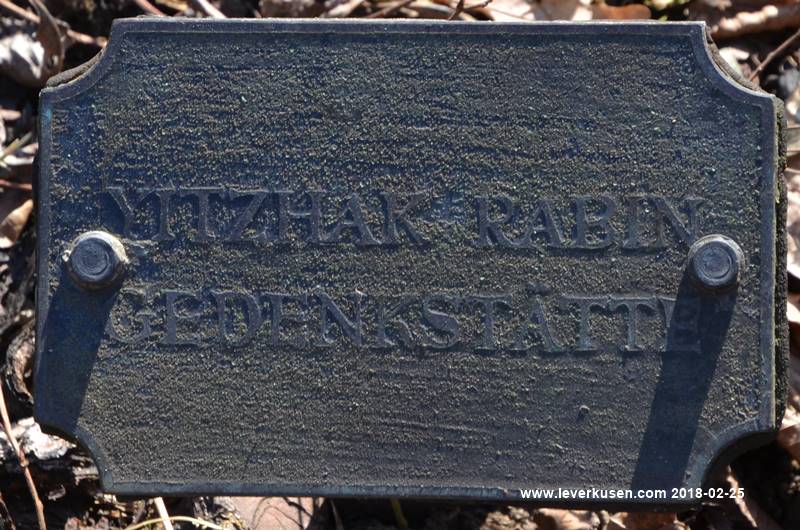 YITZHAK RABIN
GEDENKSTÄTTE
www.leverkusen.com 2018-02-25